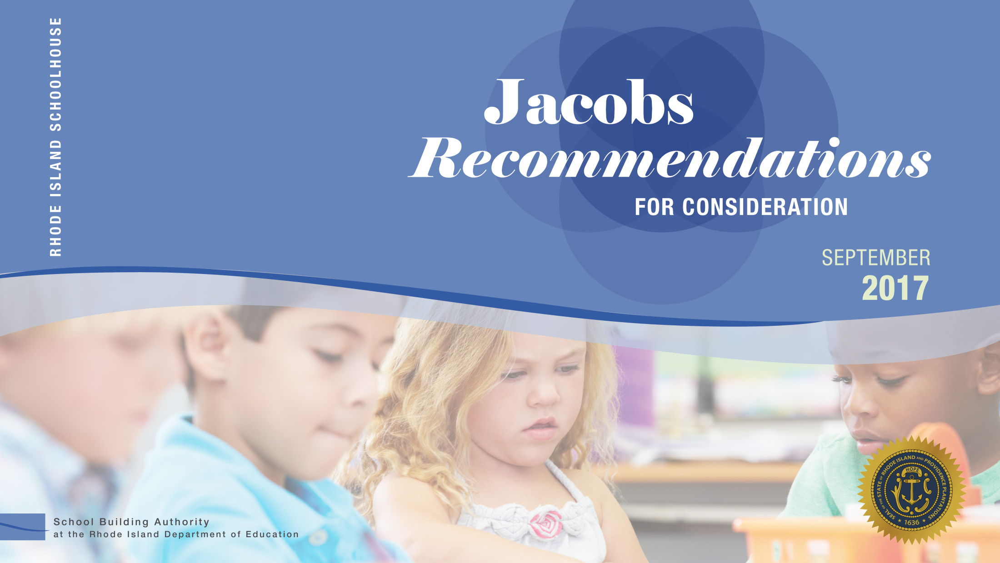 RHODE ISLAND SCHOOLHOUSE
Jacobs
Recommendations
FOR CONSIDERATION
SEPTEMBER
2017
School Building Authority
at the Rhode Island Department of Education
SEAL OF THE STATE OF RHODE ISLAND AND PROVIDENCE PLANTATIONS
HOPE
1636